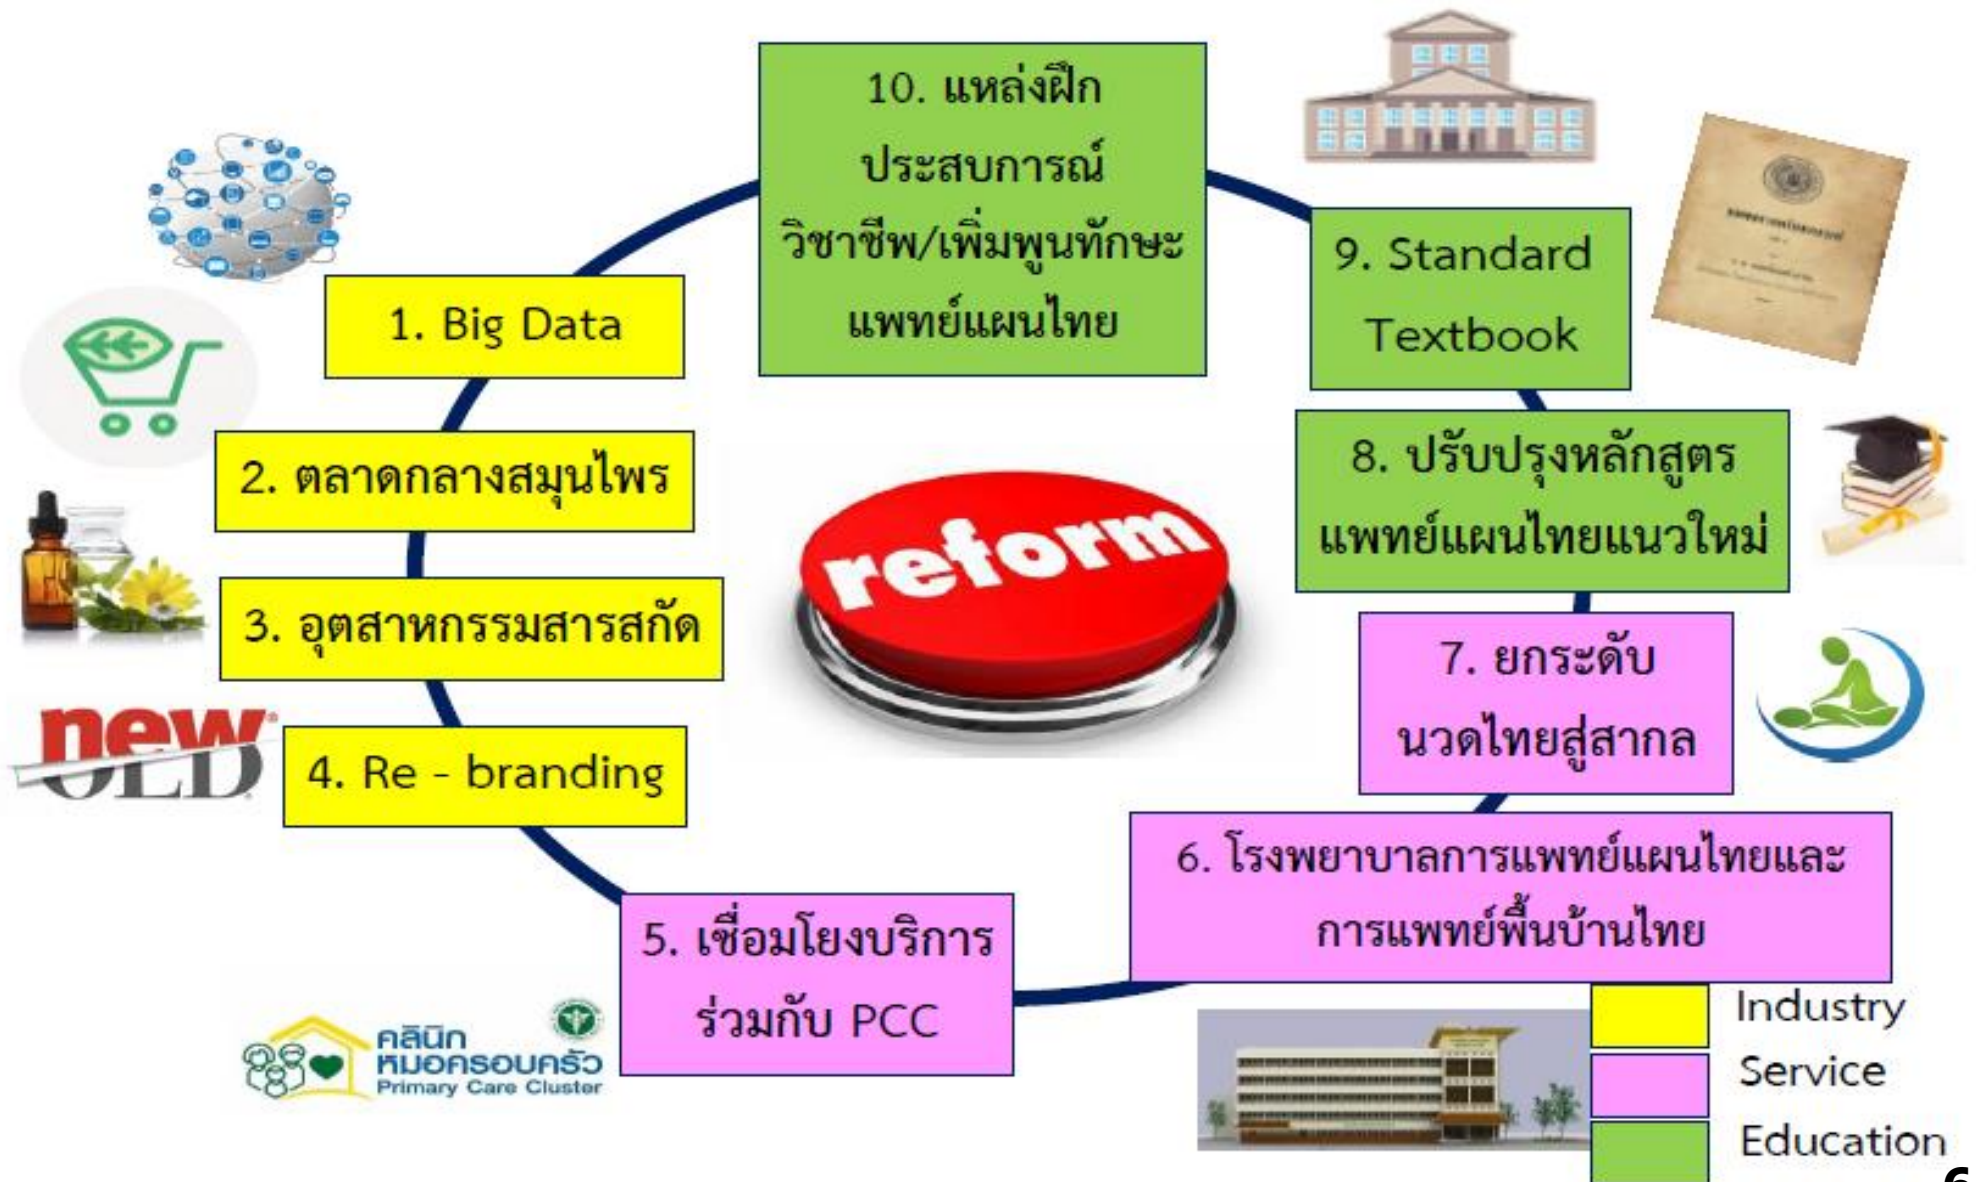 10. แหล่งฝึก
ประสบการณ์
วิชาชีพ/เพิ่มพูนทักษะ
แพทย์แผนไทย
9. Standard
Textbook
1. Big Data
8. ปรับปรุงหลักสูตร
แพทย์แผนไทยแนวใหม่
2. ตลาดกลางสมุนไพร
reform
3. อุตสาหกรรมสารสกัด
7. ยกระดับ
นวดไทยสู่สากล
new
OLD
4. Re - branding
6. โรงพยาบาลการแพทย์แผนไทยและ
การแพทย์พื้นบ้านไทย
5. เชื่อมโยงบริการ
ร่วมกับ PCC
คลินิก
หมอครอบครัว
Primary Care Cluster
Industry
Service
Education
6